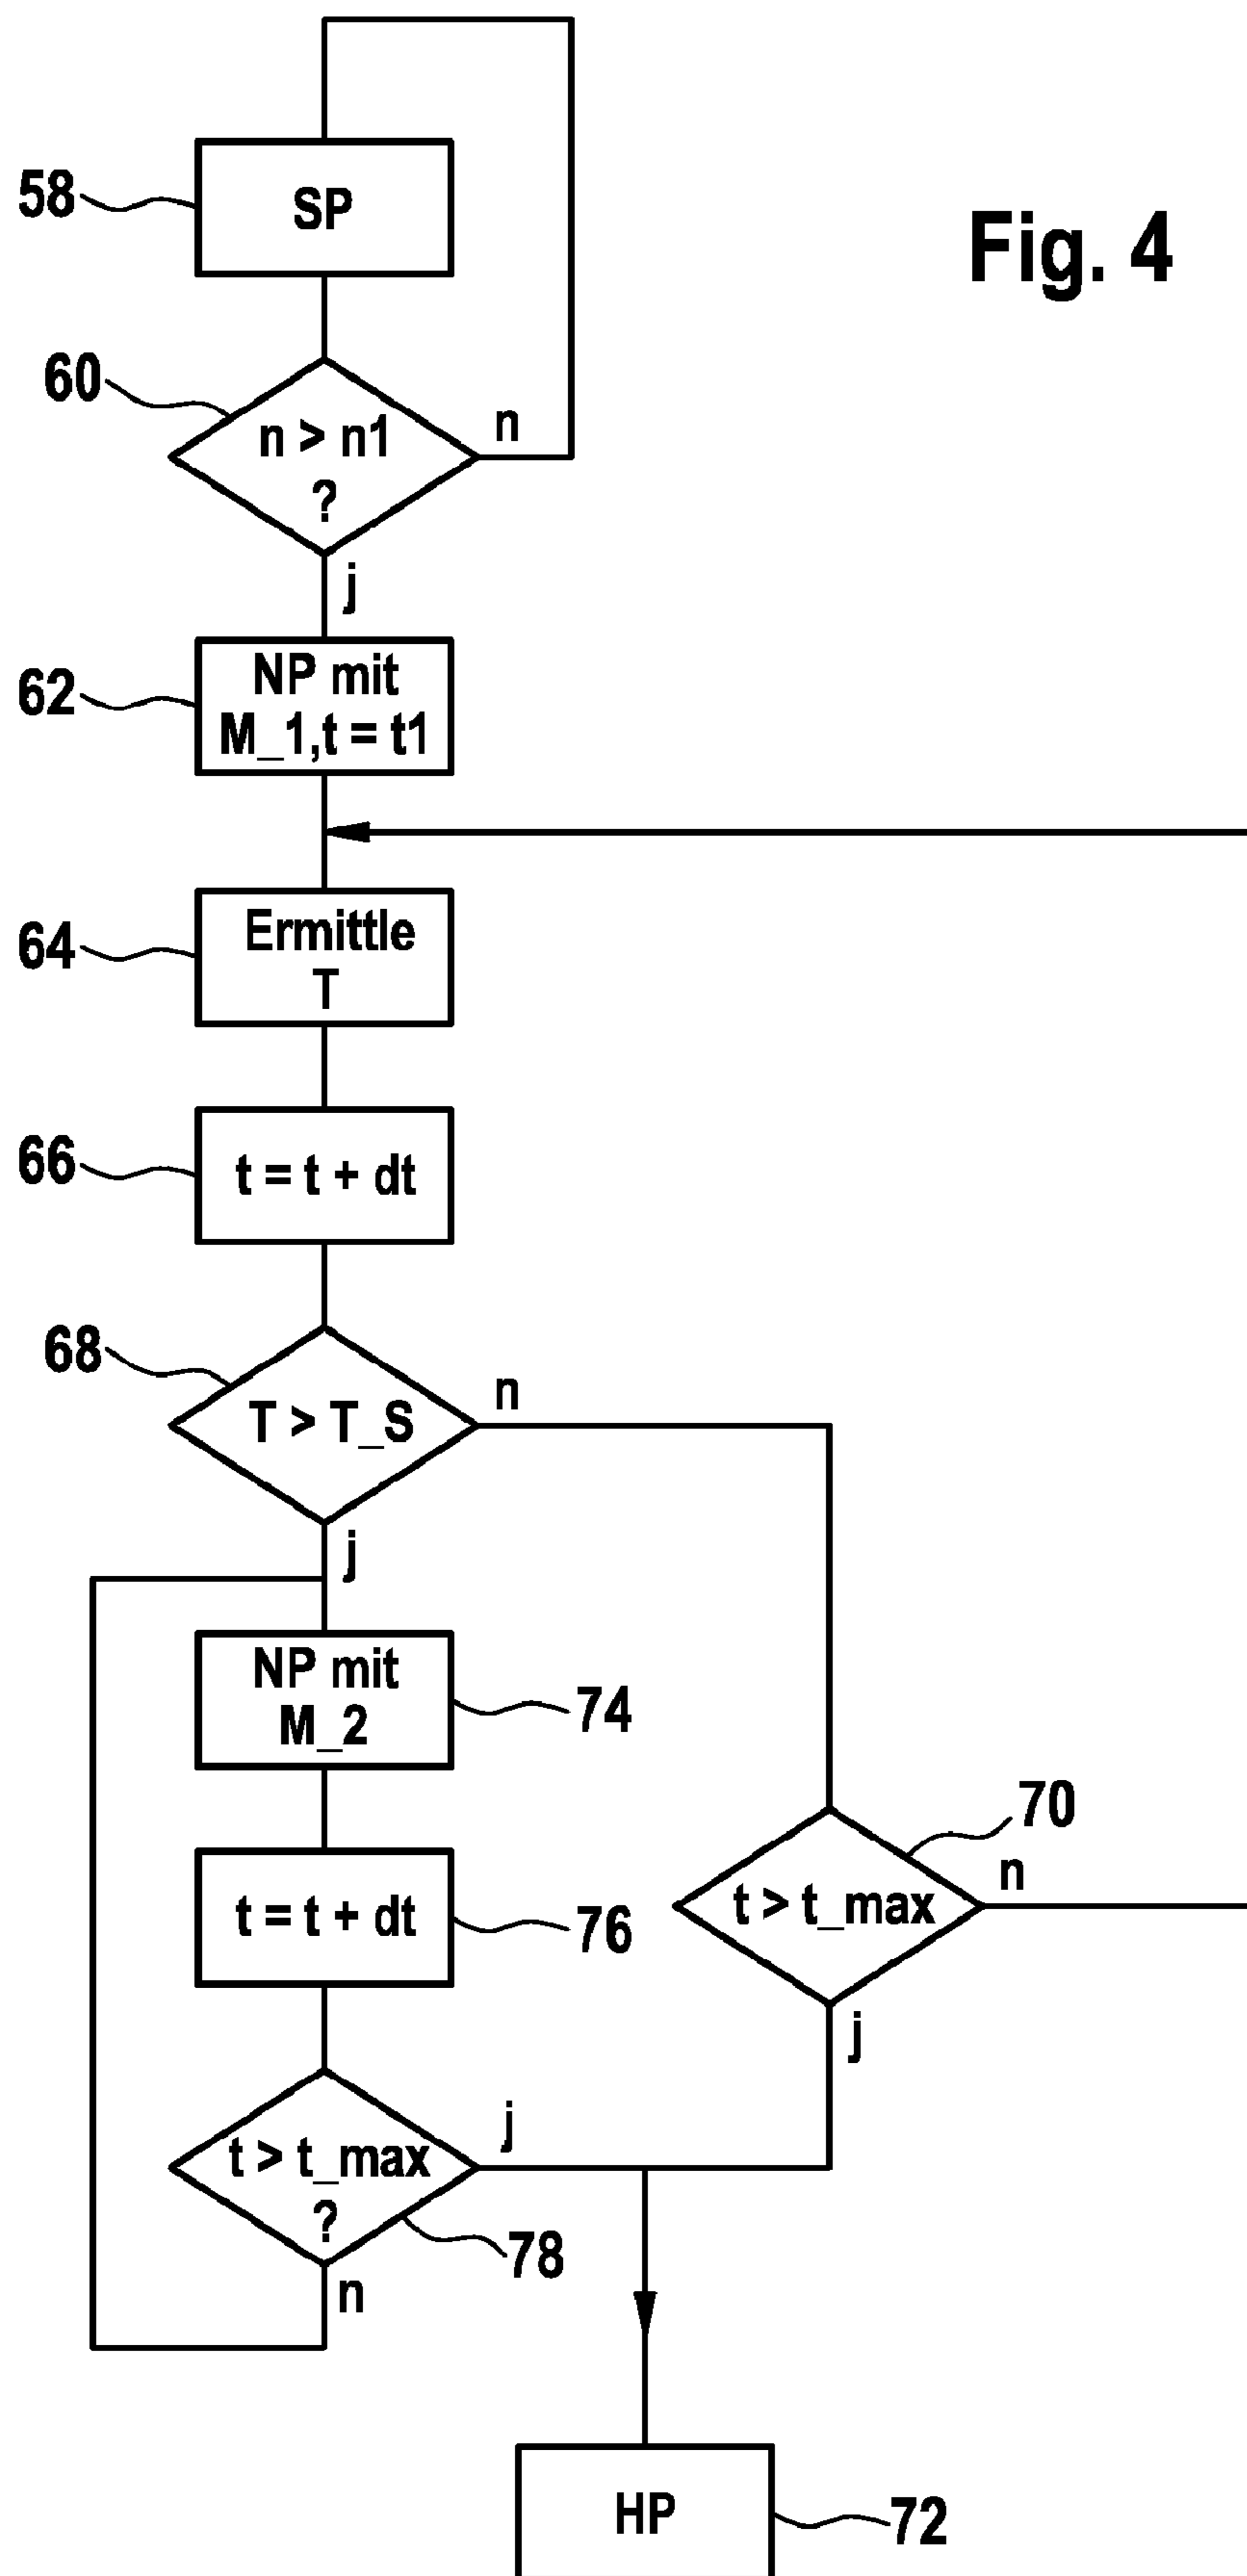 58
SP
Fig. 4
60
n > n1
?
n
j
62
NP mit
M_1,t = t1
64
Ermittle
T
66
t = t + dt
68
T > T_S
n
j
NP mit
M_2
74
70
t = t + dt
76
t > t_max
n
j
t > t_max
?
j
78
n
HP
72